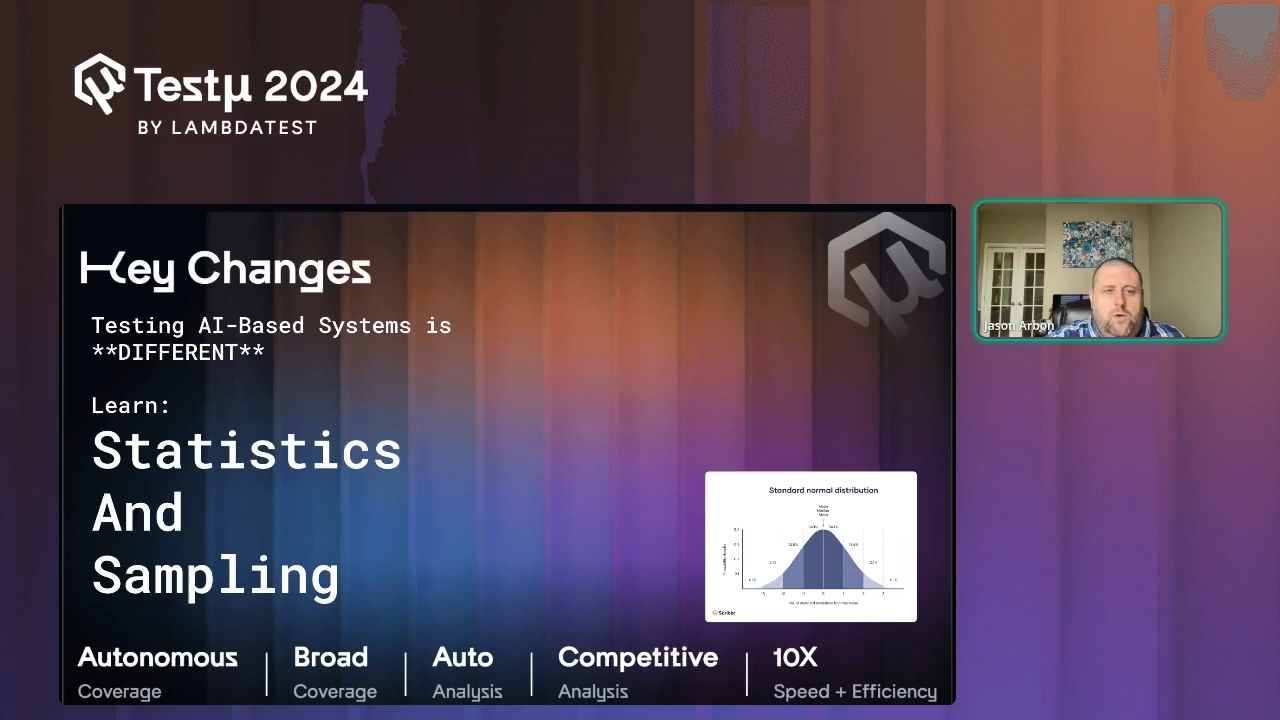 Testμ 2024
BY LAMBDATEST
Key Changes
Testing AI-Based Systems is
**DIFFERENT**
Learn:
Statistics
And
Sampling
Standard normal distribution
Scribbr
Autonomous
Coverage
Broad
Coverage
Auto
Analysis
Competitive
Analysis
10X
Speed + Efficiency
Jason Arbon